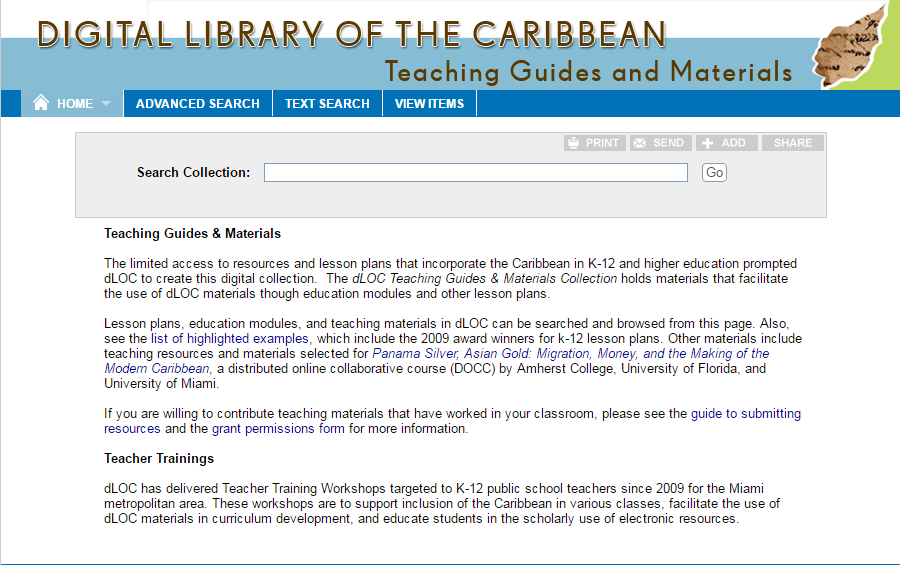 DIGITAL LIBRARY OF THE CARIBBEAN
Teaching Guides and Materials
HOME ADVANCED SEARCH TEXT SEARCH VIEW ITEMS
PRINT SEND ADD SHARE
Search Collection: Go
Teaching Guides & Materials
The limited access to resources and lesson plans that incorporate the Caribbean in K-12 and higher education prompted
dLOC to create this digital collection. The dLOC Teaching Guides & Materials Collection holds materials that facilitate
the use of dLOC materials though education modules and other lesson plans.
Lesson plans, education modules, and teaching materials in dLOC can be searched and browsed from this page. Also,
see the list of highlighted examples, which include the 2009 award winners for k-12 lesson plans. Other materials include
teaching resources and materials selected for Panama Silver, Asian Gold: Migration, Money, and the Making of the
Modern Caribbean, a distributed online collaborative course (DOCC) by Amherst College, University of Florida, and
University of Miami.
If you are willing to contribute teaching materials that have worked in your classroom, please see the guide to submitting
resources and the grant permissions form for more information.
Teacher Trainings
dLOC has delivered Teacher Training Workshops targeted to K-12 public school teachers since 2009 for the Miami
metropolitan area. These workshops are to support inclusion of the Caribbean in various classes, facilitate the use of
dLOC materials in curriculum development, and educate students in the scholarly use of electronic resources.